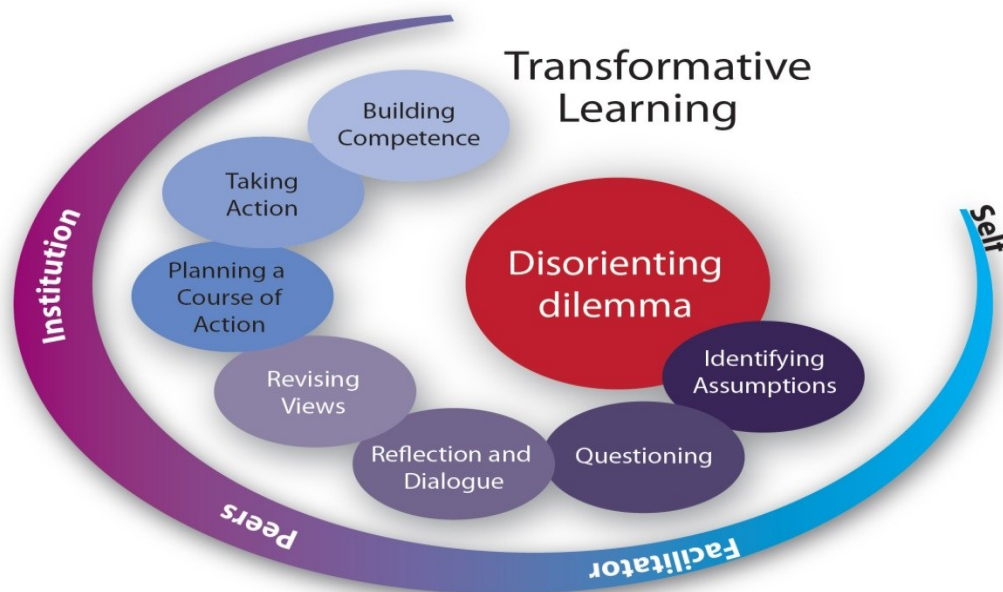 Transformative
Learning
Building
Competence
Taking
Action
Planning a
Course of
Action
Revising
Views
Reflection and
Dialogue
Questioning
Identifying
Assumptions
Disorienting
dilemma
Institution
Peers
Facilitator
Self